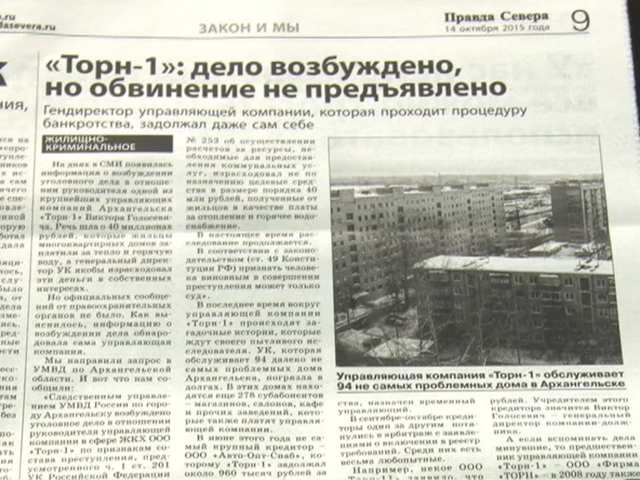 .ru
dasevera.ru
ЗАКОН И МЫ
Правда Севера
14 октября 2015 года
9
«Торн-1»: дело возбуждено,
но обвинение не предъявлено
Гендиректор управляющей компании, которая проходит процедуру
банкротства, задолжал даже сам себе
ЖИЛИЩНО-
КРИМИНАЛЬНОЕ
На днях в СМИ появилась
информация о возбуждении
уголовного дела в отноше-
нии руководителя одной из
крупнейших управляющих
компаний Архангельска
«Торн-1» Виктора Голосеви-
ча. Речь шла о 40 миллионах
рублей, которые жильцы
многоквартирных домов за-
платили за тепло и горячую
воду, а генеральный дирек-
тор УК якобы израсходовал
эти деньги в собственных
интересах.
Но официальных сообще-
ний от правоохранительных
органов не было. Как вы-
яснилось, информацию о
возбуждении дела обнаро-
довала сама управляющая
компания.
Мы направили запрос в
УМВД по Архангельской
области. И вот что нам со-
общили:
«Следственным управле-
нием УМВД России по горо-
ду Архангельску возбуждено
уголовное дело в отношении
руководителя управляющей
компании в сфере ЖКХ ООО
«Торн-1» по признакам со-
става преступления, пред-
усмотренного ч. 1 ст. 201
УК Российской Федерации
№ 253 об осуществлении
расчетов за ресурсы, не-
обходимые для предостав-
ления коммунальных ус-
луг, израсходовал не по
назначению целевые сред-
ства в размере порядка 40
млн рублей, полученные от
жильцов в качестве платы
за отопление и горячее водо-
снабжение.
В настоящее время рас-
следование продолжается.
В соответствии с законо-
дательством (ст. 49 Консти-
туции РФ) признать челове-
ка виновным в совершении
преступления может только
суд».
В последнее время вокруг
управляющей компании
«Торн-1» происходят за-
гадочные истории, которые
ждут своего пытливого ис-
следователя. УК, которая
обслуживает 94 далеко не
самых проблемных дома
Архангельска, погрязла в
долгах. В этих домах нахо-
дятся еще 278 субабонентов
– магазинов, салонов, кафе
и прочих заведений, кото-
рые также платят управля-
ющей компании.
В июне этого года не са-
мый крупный кредитор –
ООО «Авто-Опт-Снаб», ко-
торому «Торн-1» задолжал
около 960 тысяч рублей за
Управляющая компания «Торн-1» обслуживает
94 не самых проблемных дома в Архангельске
ства, назначен временный
управляющий.
В сентябре-октябре креди-
торы один за другим потя-
нулись в арбитраж с заявле-
ниями о включении в реестр
требований. Среди них есть
весьма любопытные.
Например, некое ООО
рублей. Учредителем этого
кредитора значится Виктор
Голосевич – генеральный
директор компании-долж-
ника.
А если вспомнить дела
минувшие, то предшествен-
ник управляющей компании
«ТОРН-1» – ООО «Фирма
«ТОРН» – в 2008 году также